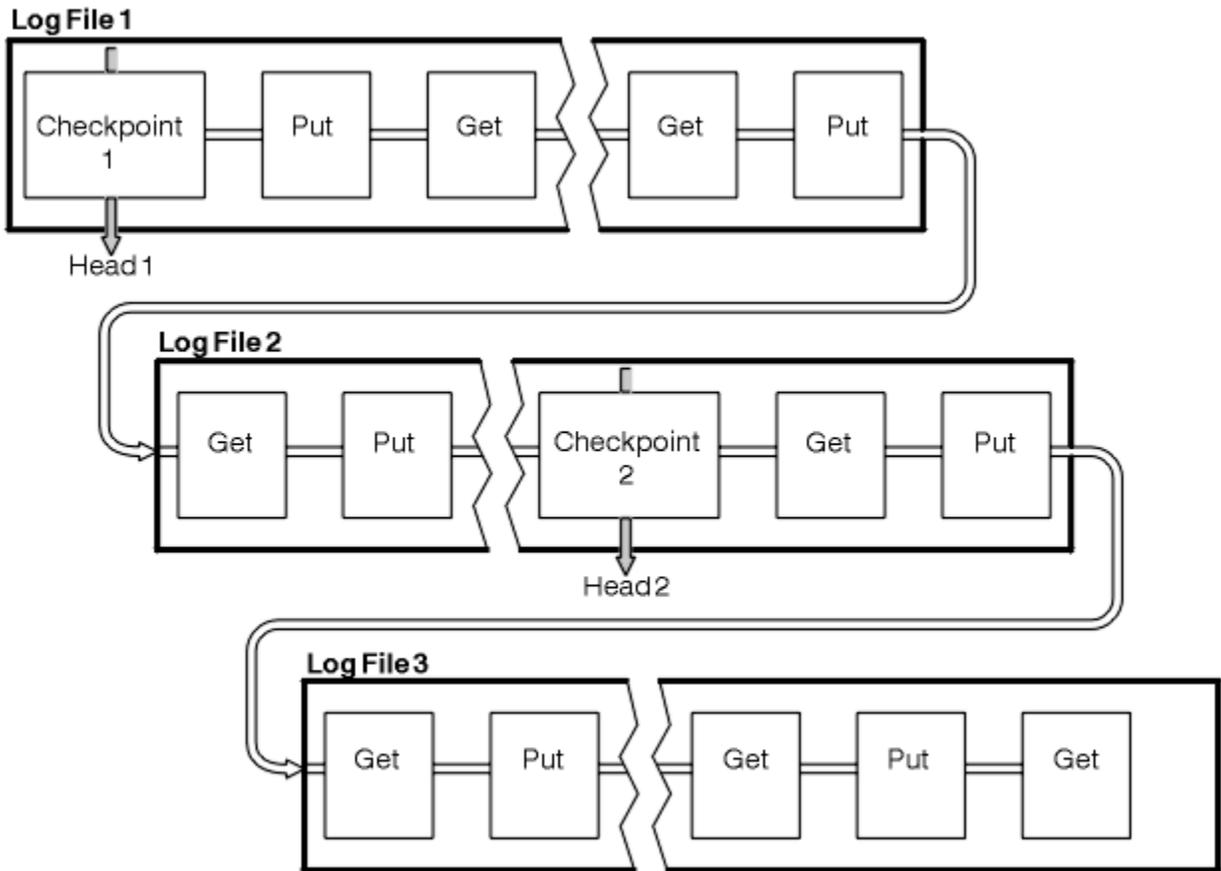 Log File 1
Checkpoint
1
Put
Get
Get
Put
Head 1
Log File 2
Get
Put
Checkpoint
2
Get
Put
Head 2
Log File 3
Get
Put
Get
Put
Get